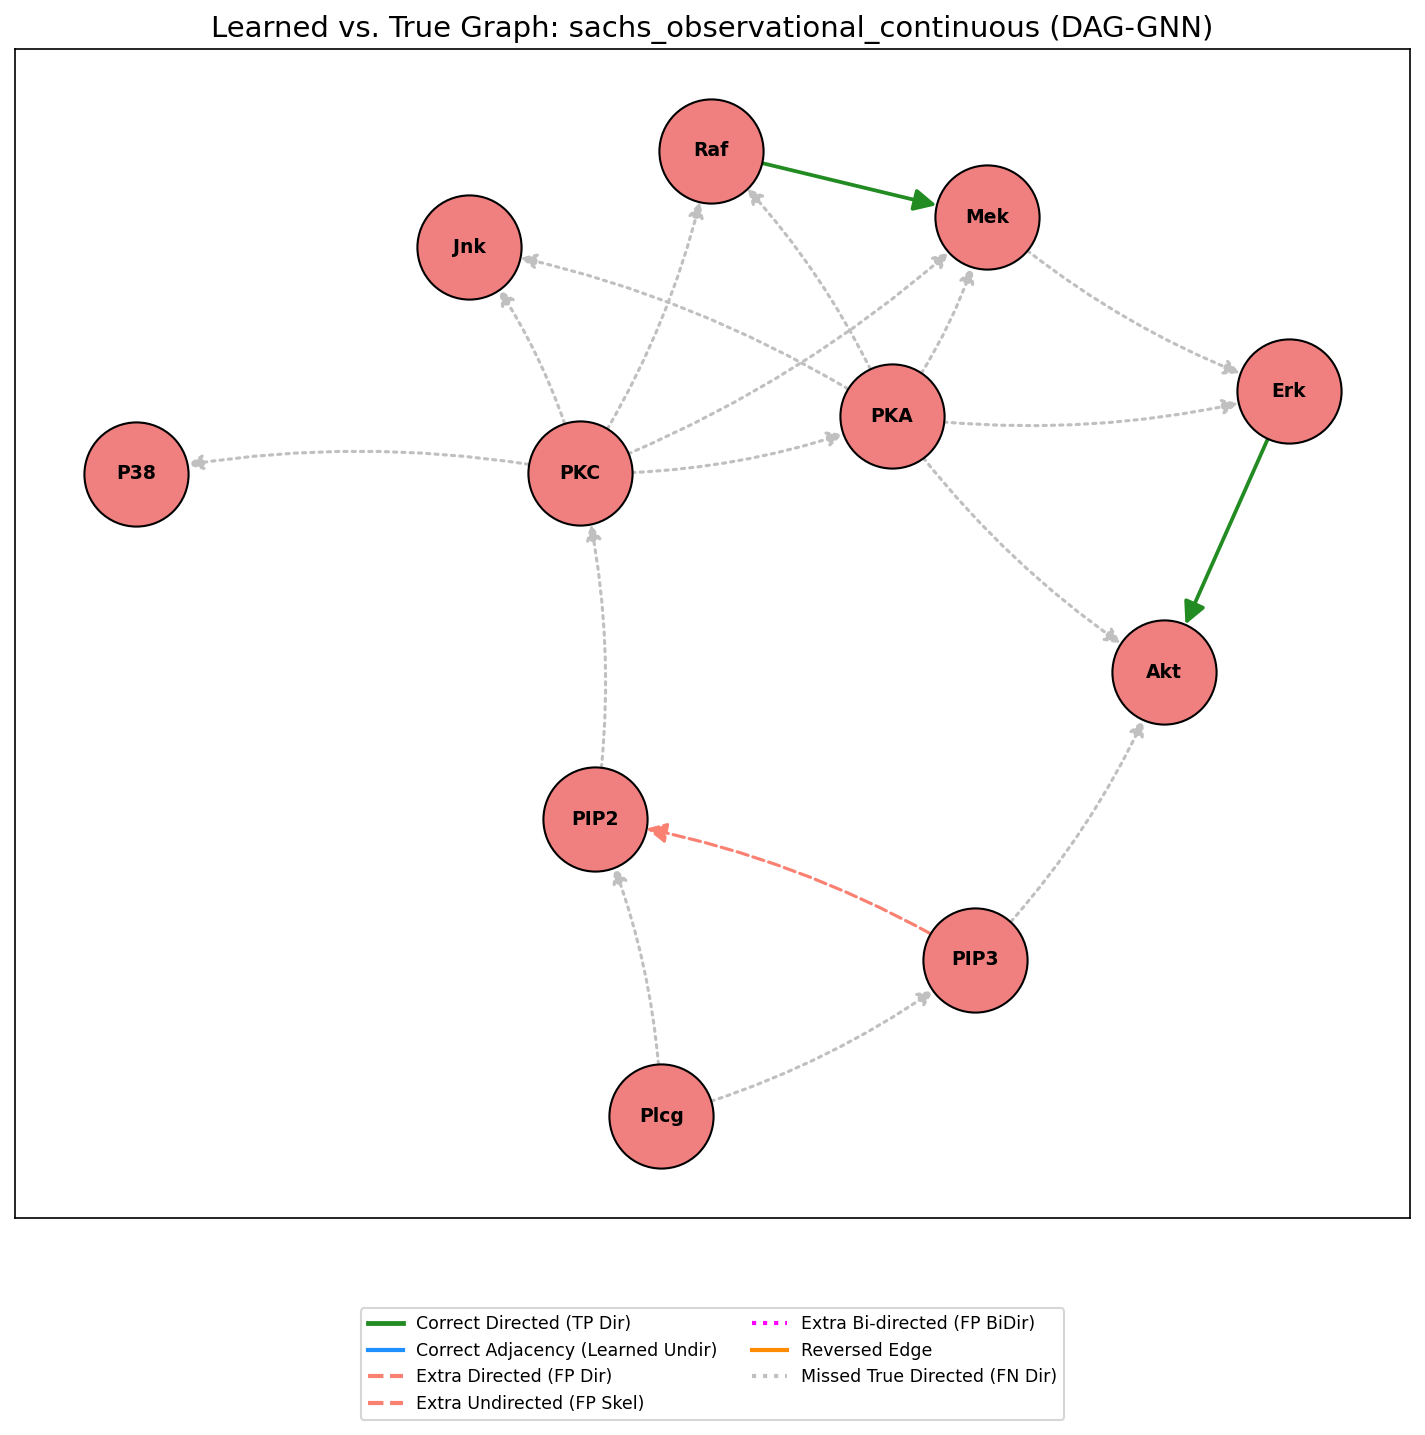 Learned vs. True Graph: sachs_observational_continuous (DAG-GNN)
Raf
Mek
Jnk
Erk
PKA
P38
PKC
Akt
PIP2
PIP3
Plcg
Correct Directed (TP Dir)
Correct Adjacency (Learned Undir)
Extra Directed (FP Dir)
Extra Undirected (FP Skel)
Extra Bi-directed (FP BiDir)
Reversed Edge
Missed True Directed (FN Dir)